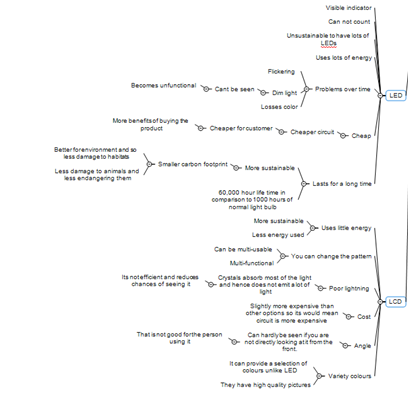 Visible indicator
Can not count
Unsustainable to have lots of
LEDs
Uses lots of energy
LED
Flickering
Problems over time
Becomes unfunctional
Cant be seen
Dim light
Losses color
More benefits of buying the
product
Cheaper for customer
Cheaper circuit
Cheap
Better for environment and so
less damage to habitats
Smaller carbon footprint
More sustainable
Less damage to animals and
less endangering them
Lasts for a long time
60,000 hour life time in
comparison to 1000 hours of
normal light bulb
More sustainable
Uses little energy
Less energy used
Can be multi-usable
You can change the pattern
Multi-functional
Its not efficient and reduces
chances of seeing it
Crystals absorb most of the
light and hence does not emit a lot of
light
Poor lightning
LCD
Slightly more expensive than
other options so its would mean
circuit is more expensive
Cost
That is not good for the person
using it
Can hardly be seen if you are
not directly looking at it from the
front.
Angle
It can provide a selection of
colours unlike LED
Variety colours
They have high quality pictures